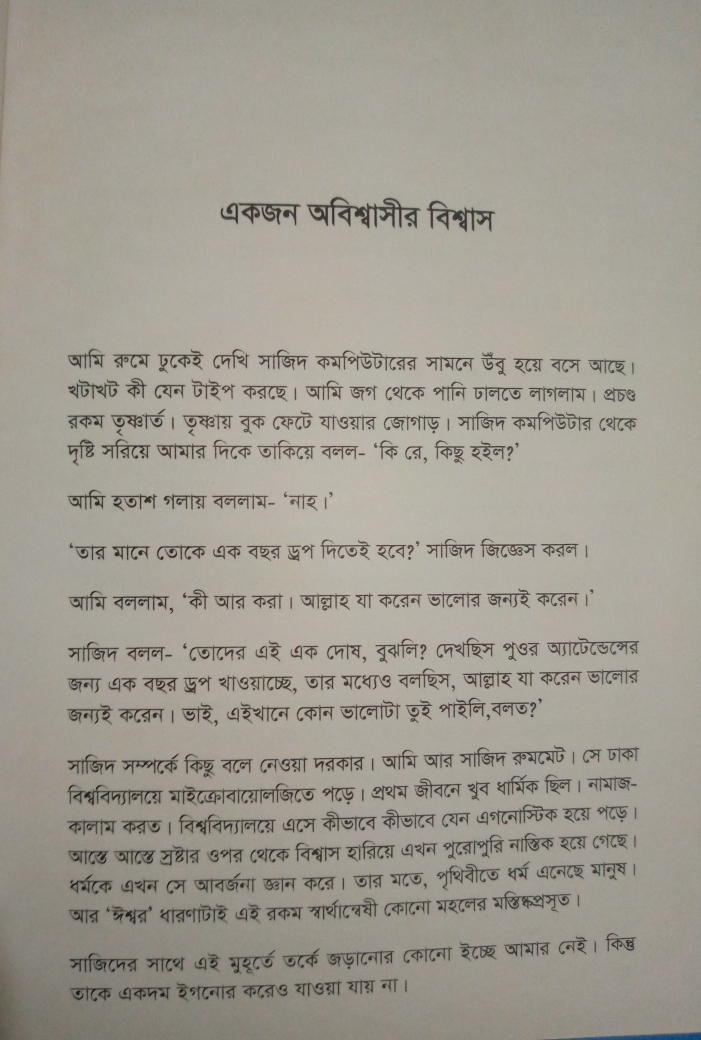 একজন অবিশ্বাসীর বিশ্বাস
আমি রুমে ঢুকেই দেখি সাজিদ কমপিউটারের সামনে উঁবু হয়ে বসে আছে।
খটাখট কী যেন টাইপ করছে। আমি জগ থেকে পানি ঢালতে লাগলাম। প্রচণ্ড
রকম তৃষ্ণার্ত। তৃষ্ণায় বুক ফেটে যাওয়ার জোগাড়। সাজিদ কমপিউটার থেকে
দৃষ্টি সরিয়ে আমার দিকে তাকিয়ে বলল- ‘কি রে, কিছু হইল?’
আমি হতাশ গলায় বললাম- ‘নাহ।’
‘তার মানে তোকে এক বছর ড্রপ দিতেই হবে?’ সাজিদ জিজ্ঞেস করল।
আমি বললাম, ‘কী আর করা। আল্লাহ যা করেন ভালোর জন্যই করেন।’
সাজিদ বলল- ‘তোদের এই এক দোষ, বুঝলি? দেখছিস পুওর অ্যাটেন্ডেন্সের
জন্য এক বছর ড্রপ খাওয়াচ্ছে, তার মধ্যেও বলছিস, আল্লাহ যা করেন ভালোর
জন্যই করেন। ভাই, এইখানে কোন ভালোটা তুই পাইলি,বলত?’
সাজিদ সম্পর্কে কিছু বলে নেওয়া দরকার। আমি আর সাজিদ রুমমেট। সে ঢাকা
বিশ্ববিদ্যালয়ে মাইক্রোবায়োলজিতে পড়ে। প্রথম জীবনে খুব ধার্মিক ছিল। নামাজ-
কালাম করত। বিশ্ববিদ্যালয়ে এসে কীভাবে কীভাবে যেন এগনোস্টিক হয়ে পড়ে।
আস্তে আস্তে স্রষ্টার ওপর থেকে বিশ্বাস হারিয়ে এখন পুরোপুরি নাস্তিক হয়ে গেছে।
ধর্মকে এখন সে আবর্জনা জ্ঞান করে। তার মতে, পৃথিবীতে ধর্ম এনেছে মানুষ।
আর ‘ঈশ্বর’ ধারণাটাই এই রকম স্বার্থান্বেষী কোনো মহলের মস্তিষ্কপ্রসূত।
সাজিদের সাথে এই মুহূর্তে তর্কে জড়ানোর কোনো ইচ্ছে আমার নেই। কিন্তু
তাকে একদম ইগনোর করেও যাওয়া যায় না।